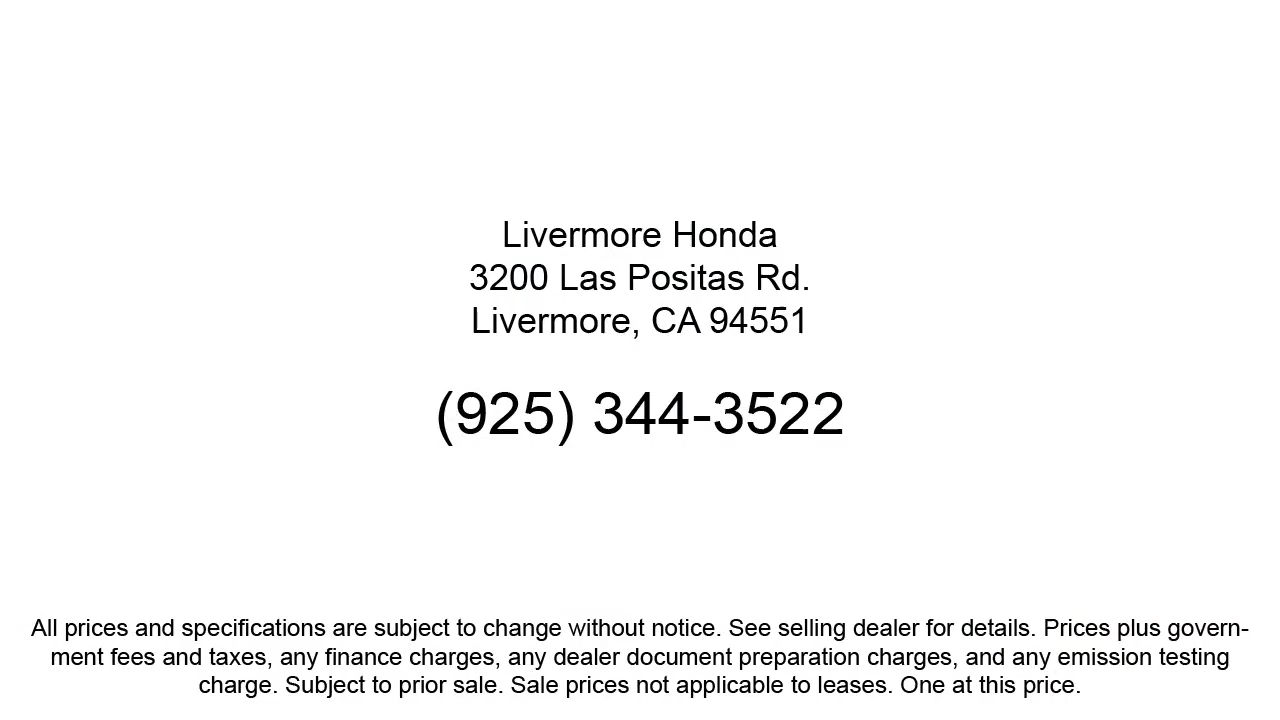 Livermore Honda
3200 Las Positas Rd.
Livermore, CA 94551
(925) 344-3522
All prices and specifications are subject to change without notice. See selling dealer for details. Prices plus govern-
ment fees and taxes, any finance charges, any dealer document preparation charges, and any emission testing
charge. Subject to prior sale. Sale prices not applicable to leases. One at this price.